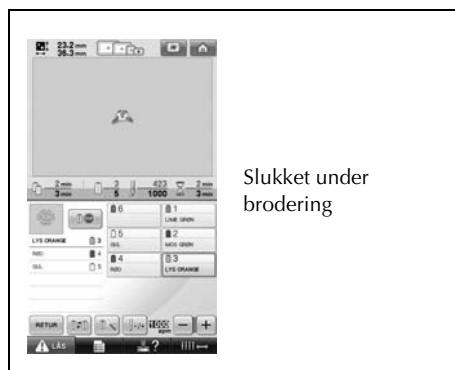 23.2 mm
36.3 mm
2 min
3 min
3
5
423
1000
2 min
3 min
LYS ORANGE 3
RØD 4
GUL 5
6
1
LIME GRØN
5
GUL
2
MOS GRØN
4
RØD
3
LYS ORANGE
RETUR
1000
spm
LÅS
Slukket under
brodering